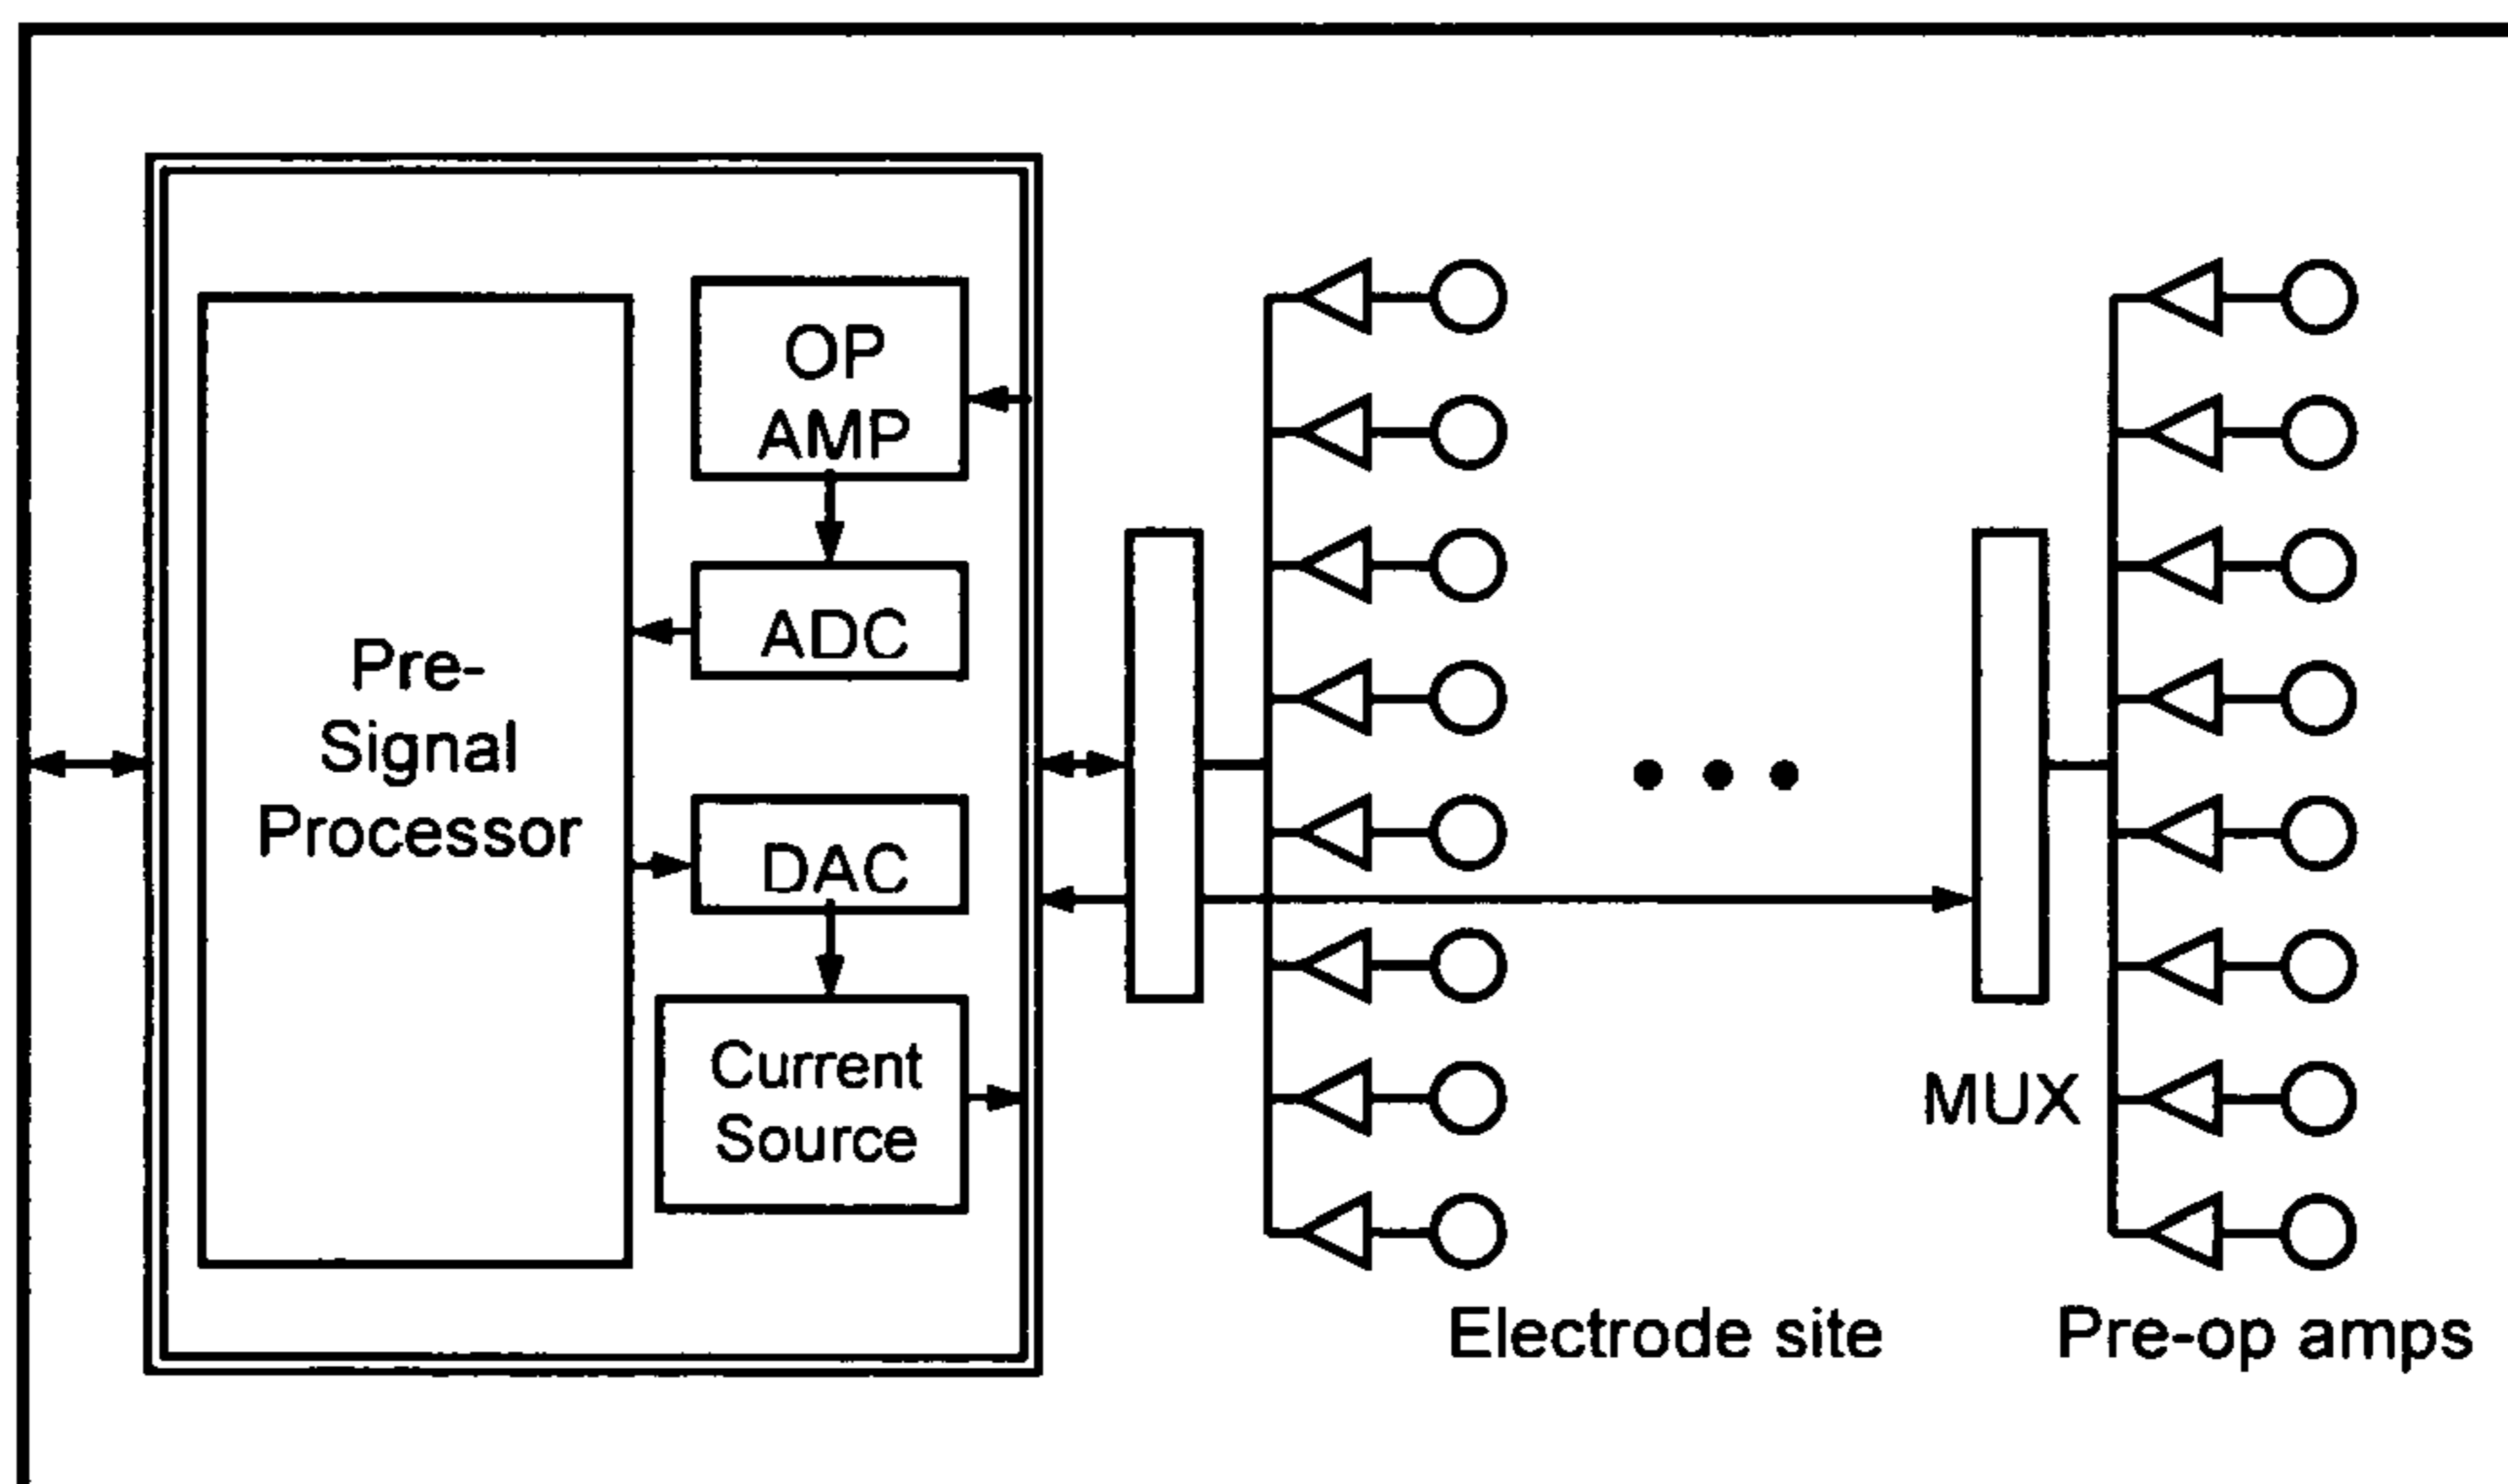 OP
AMP
ADC
Pre-
Signal
Processor
DAC
Current
Source
MUX
Electrode site
Pre-op amps